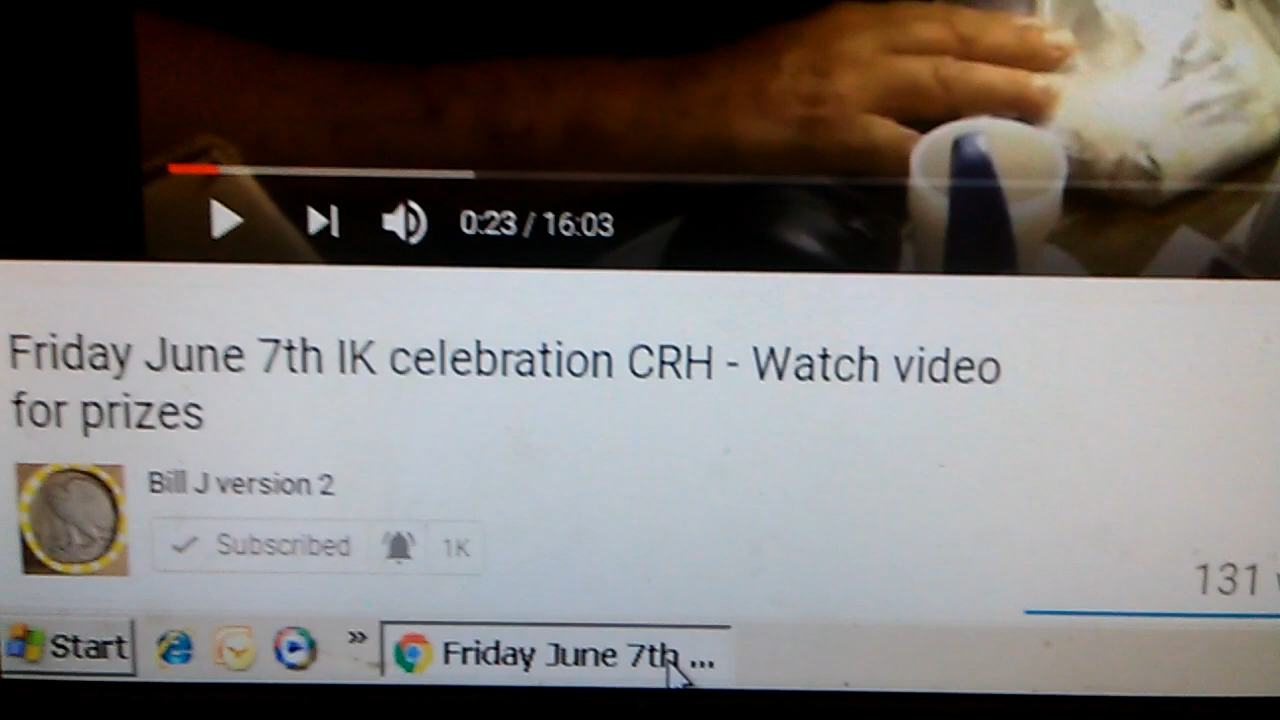 0:23 / 16:03
Friday June 7th IK celebration CRH - Watch video
for prizes
Bill J version 2
Subscribed 1K
131
Start » Friday June 7th ...